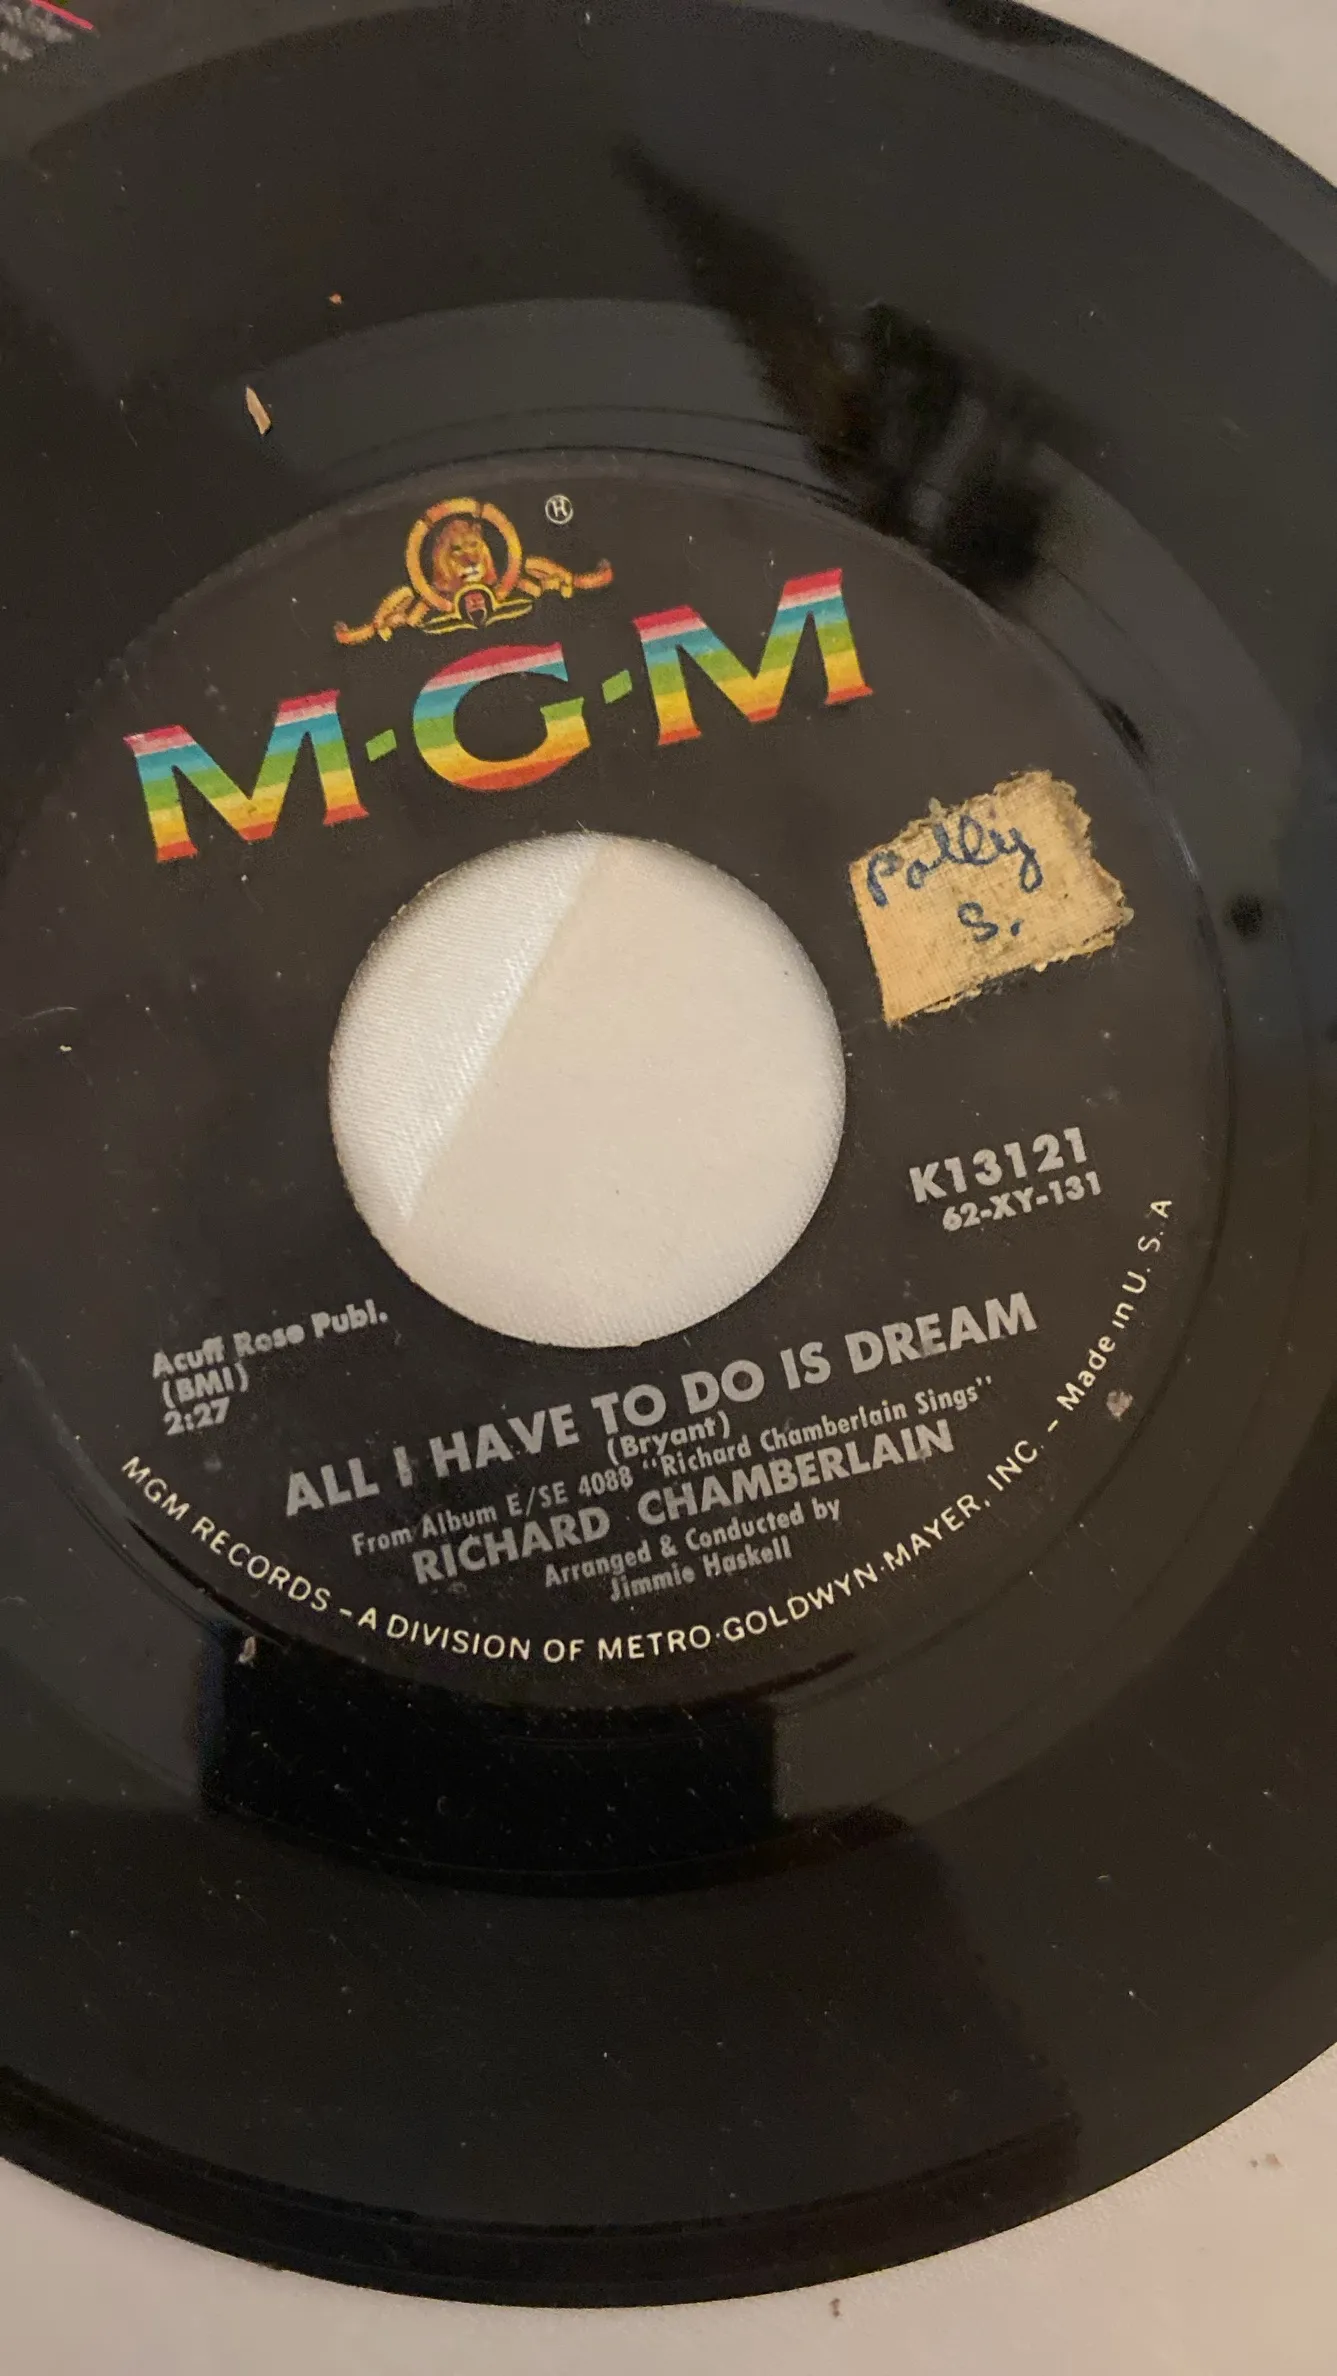 Ⓗ
M·G·M
Polly
S.
K13121
62-XY-131
Acuff Rose Publ.
(BMI)
2:27
ALL I HAVE TO DO IS DREAM
(Bryant)
From Album E/SE 4088 "Richard Chamberlain Sings"
RICHARD CHAMBERLAIN
Arranged & Conducted by
Jimmie Haskell
MGM RECORDS – A DIVISION OF METRO·GOLDWYN·MAYER, INC. – Made in U. S. A